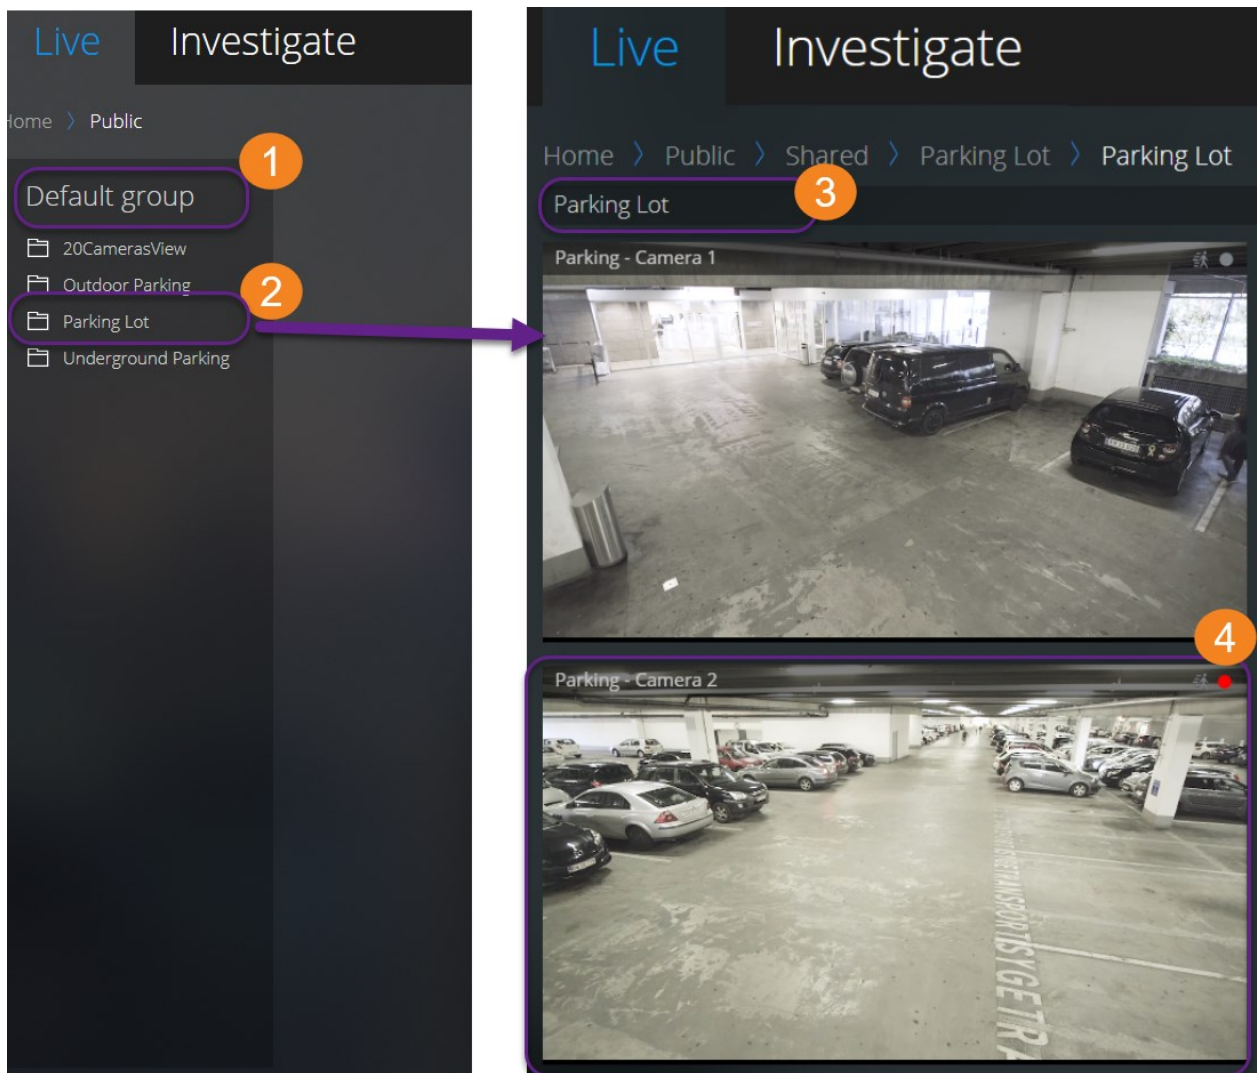 Live Investigate
Home > Public
1
Default group
20CamerasView
Outdoor Parking
2
Parking Lot
Underground Parking
Live Investigate
Home > Public > Shared > Parking Lot > Parking Lot
3
Parking Lot
Parking - Camera 1
4
Parking - Camera 2